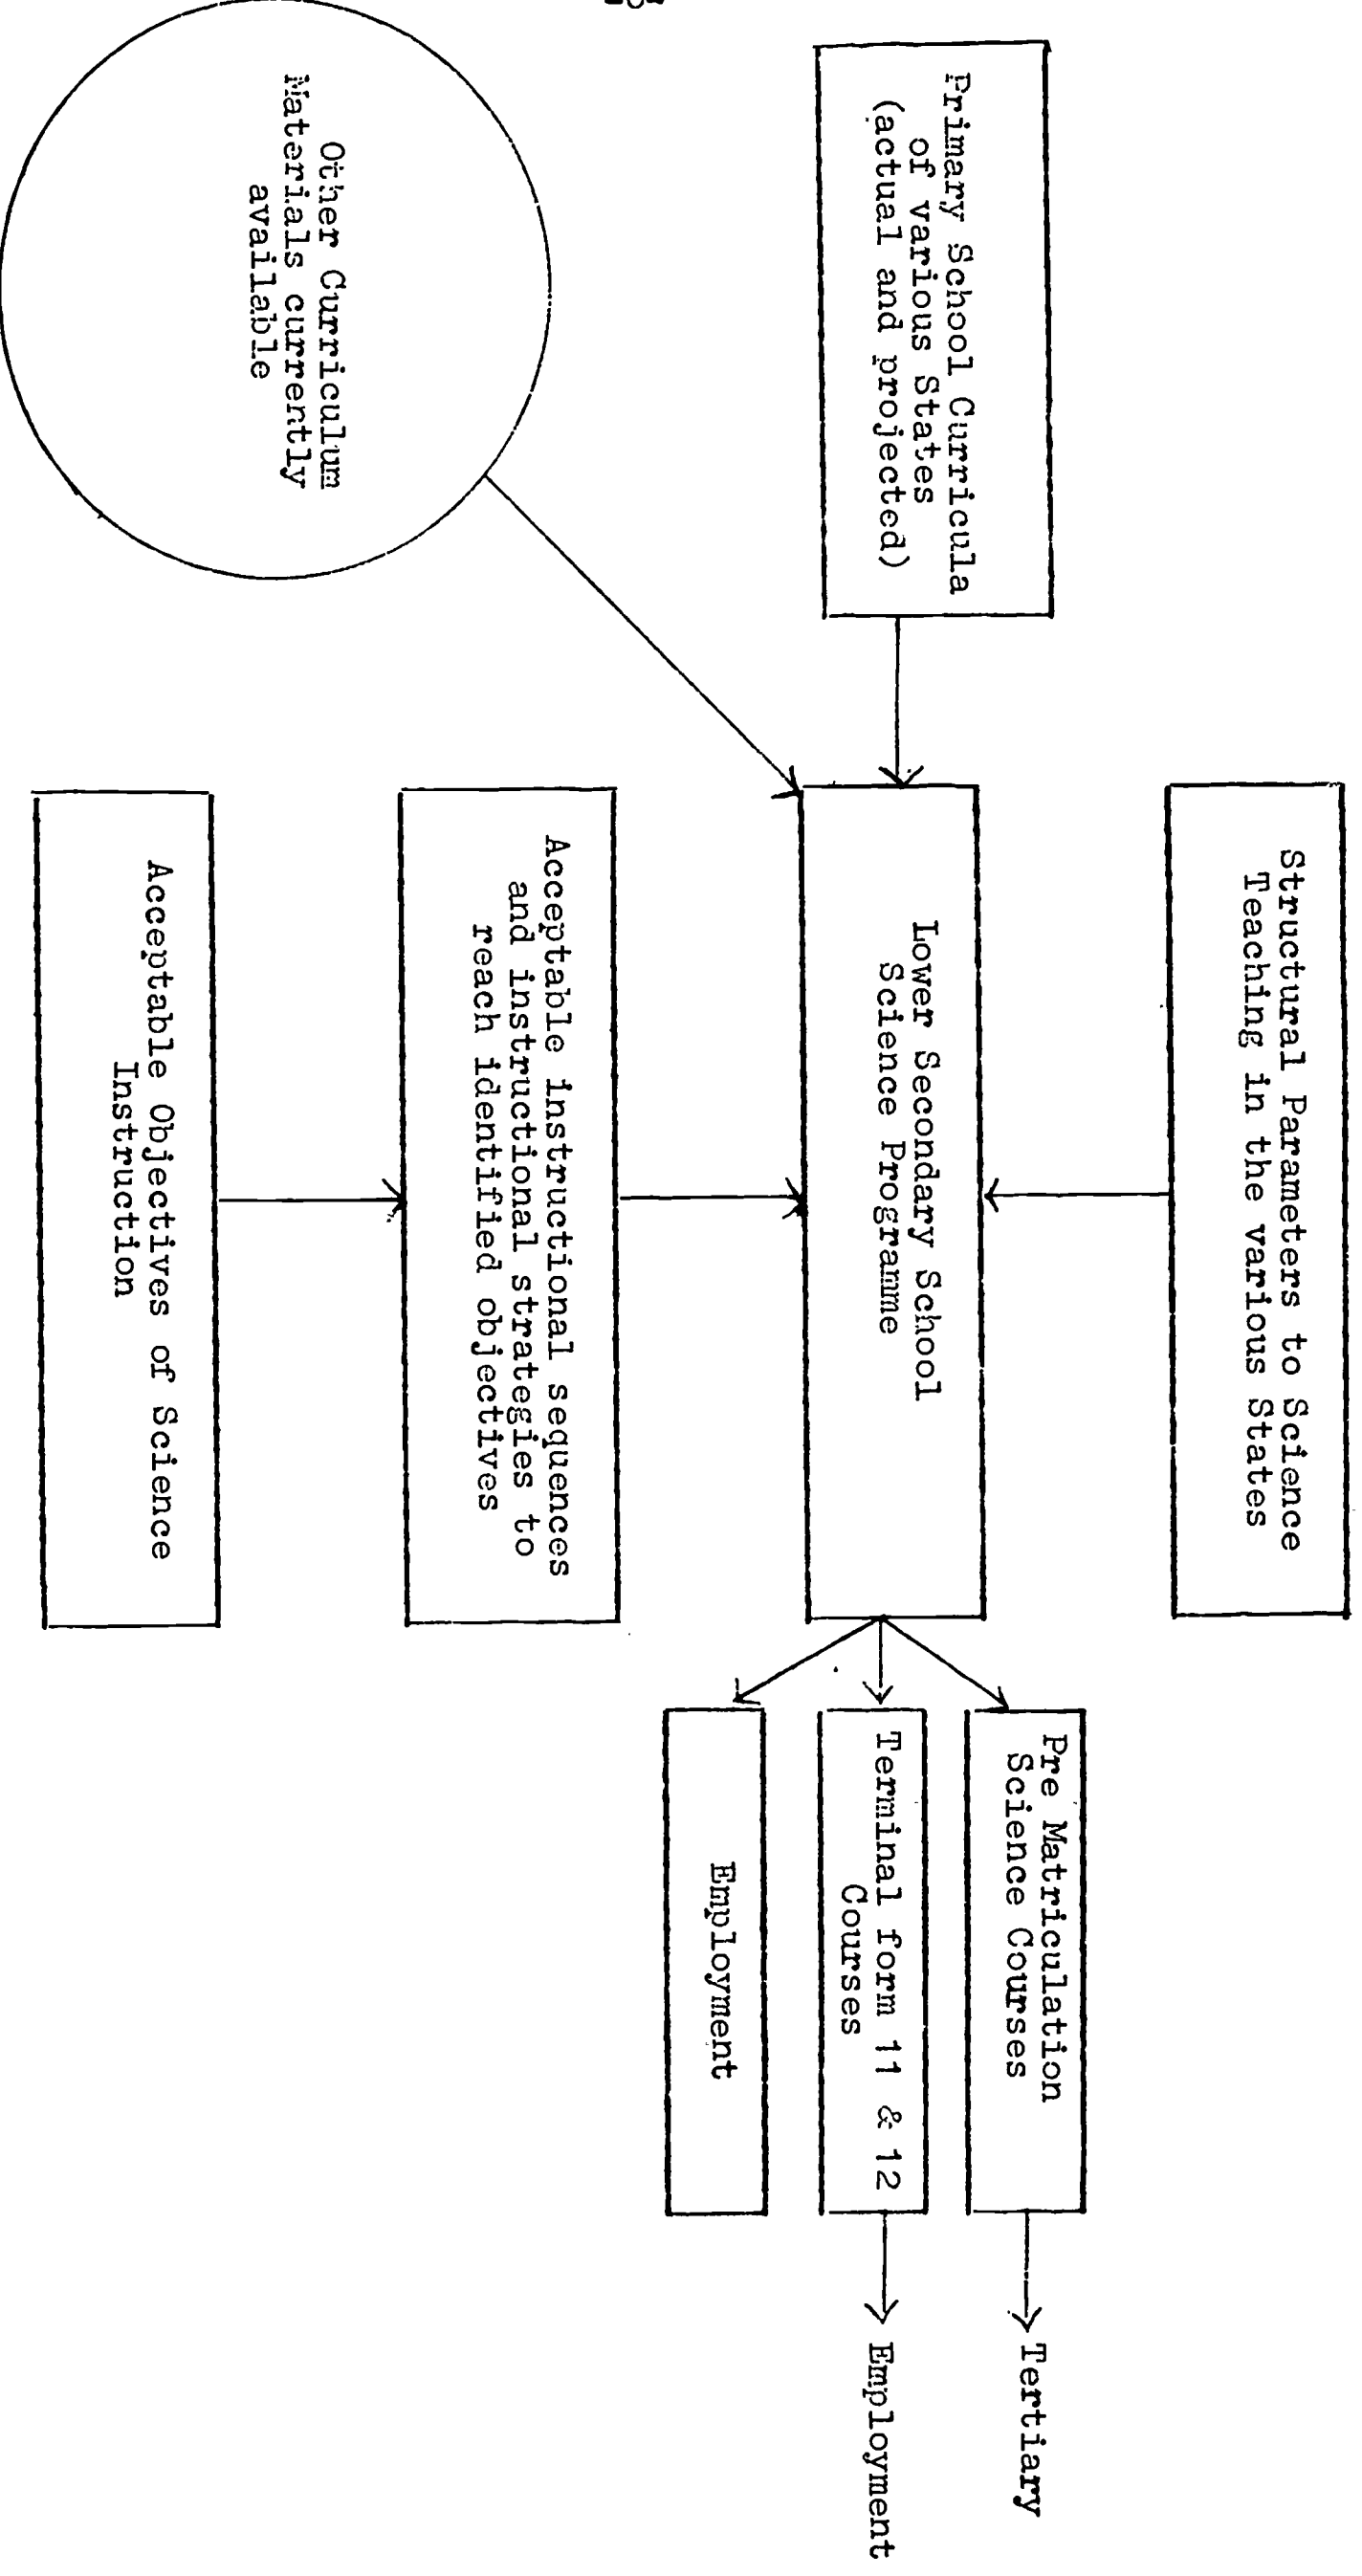 Structural Parameters to Science
Teaching in the various States
Primary School Curricula
of various States
(actual and projected)
Lower Secondary School
Science Programme
Pre Matriculation
Science Courses
Tertiary
Terminal form 11 & 12
Courses
Employment
Employment
Acceptable instructional sequences
and instructional strategies to
reach identified objectives
Other Curriculum
Materials currently
available
Acceptable Objectives of Science
Instruction